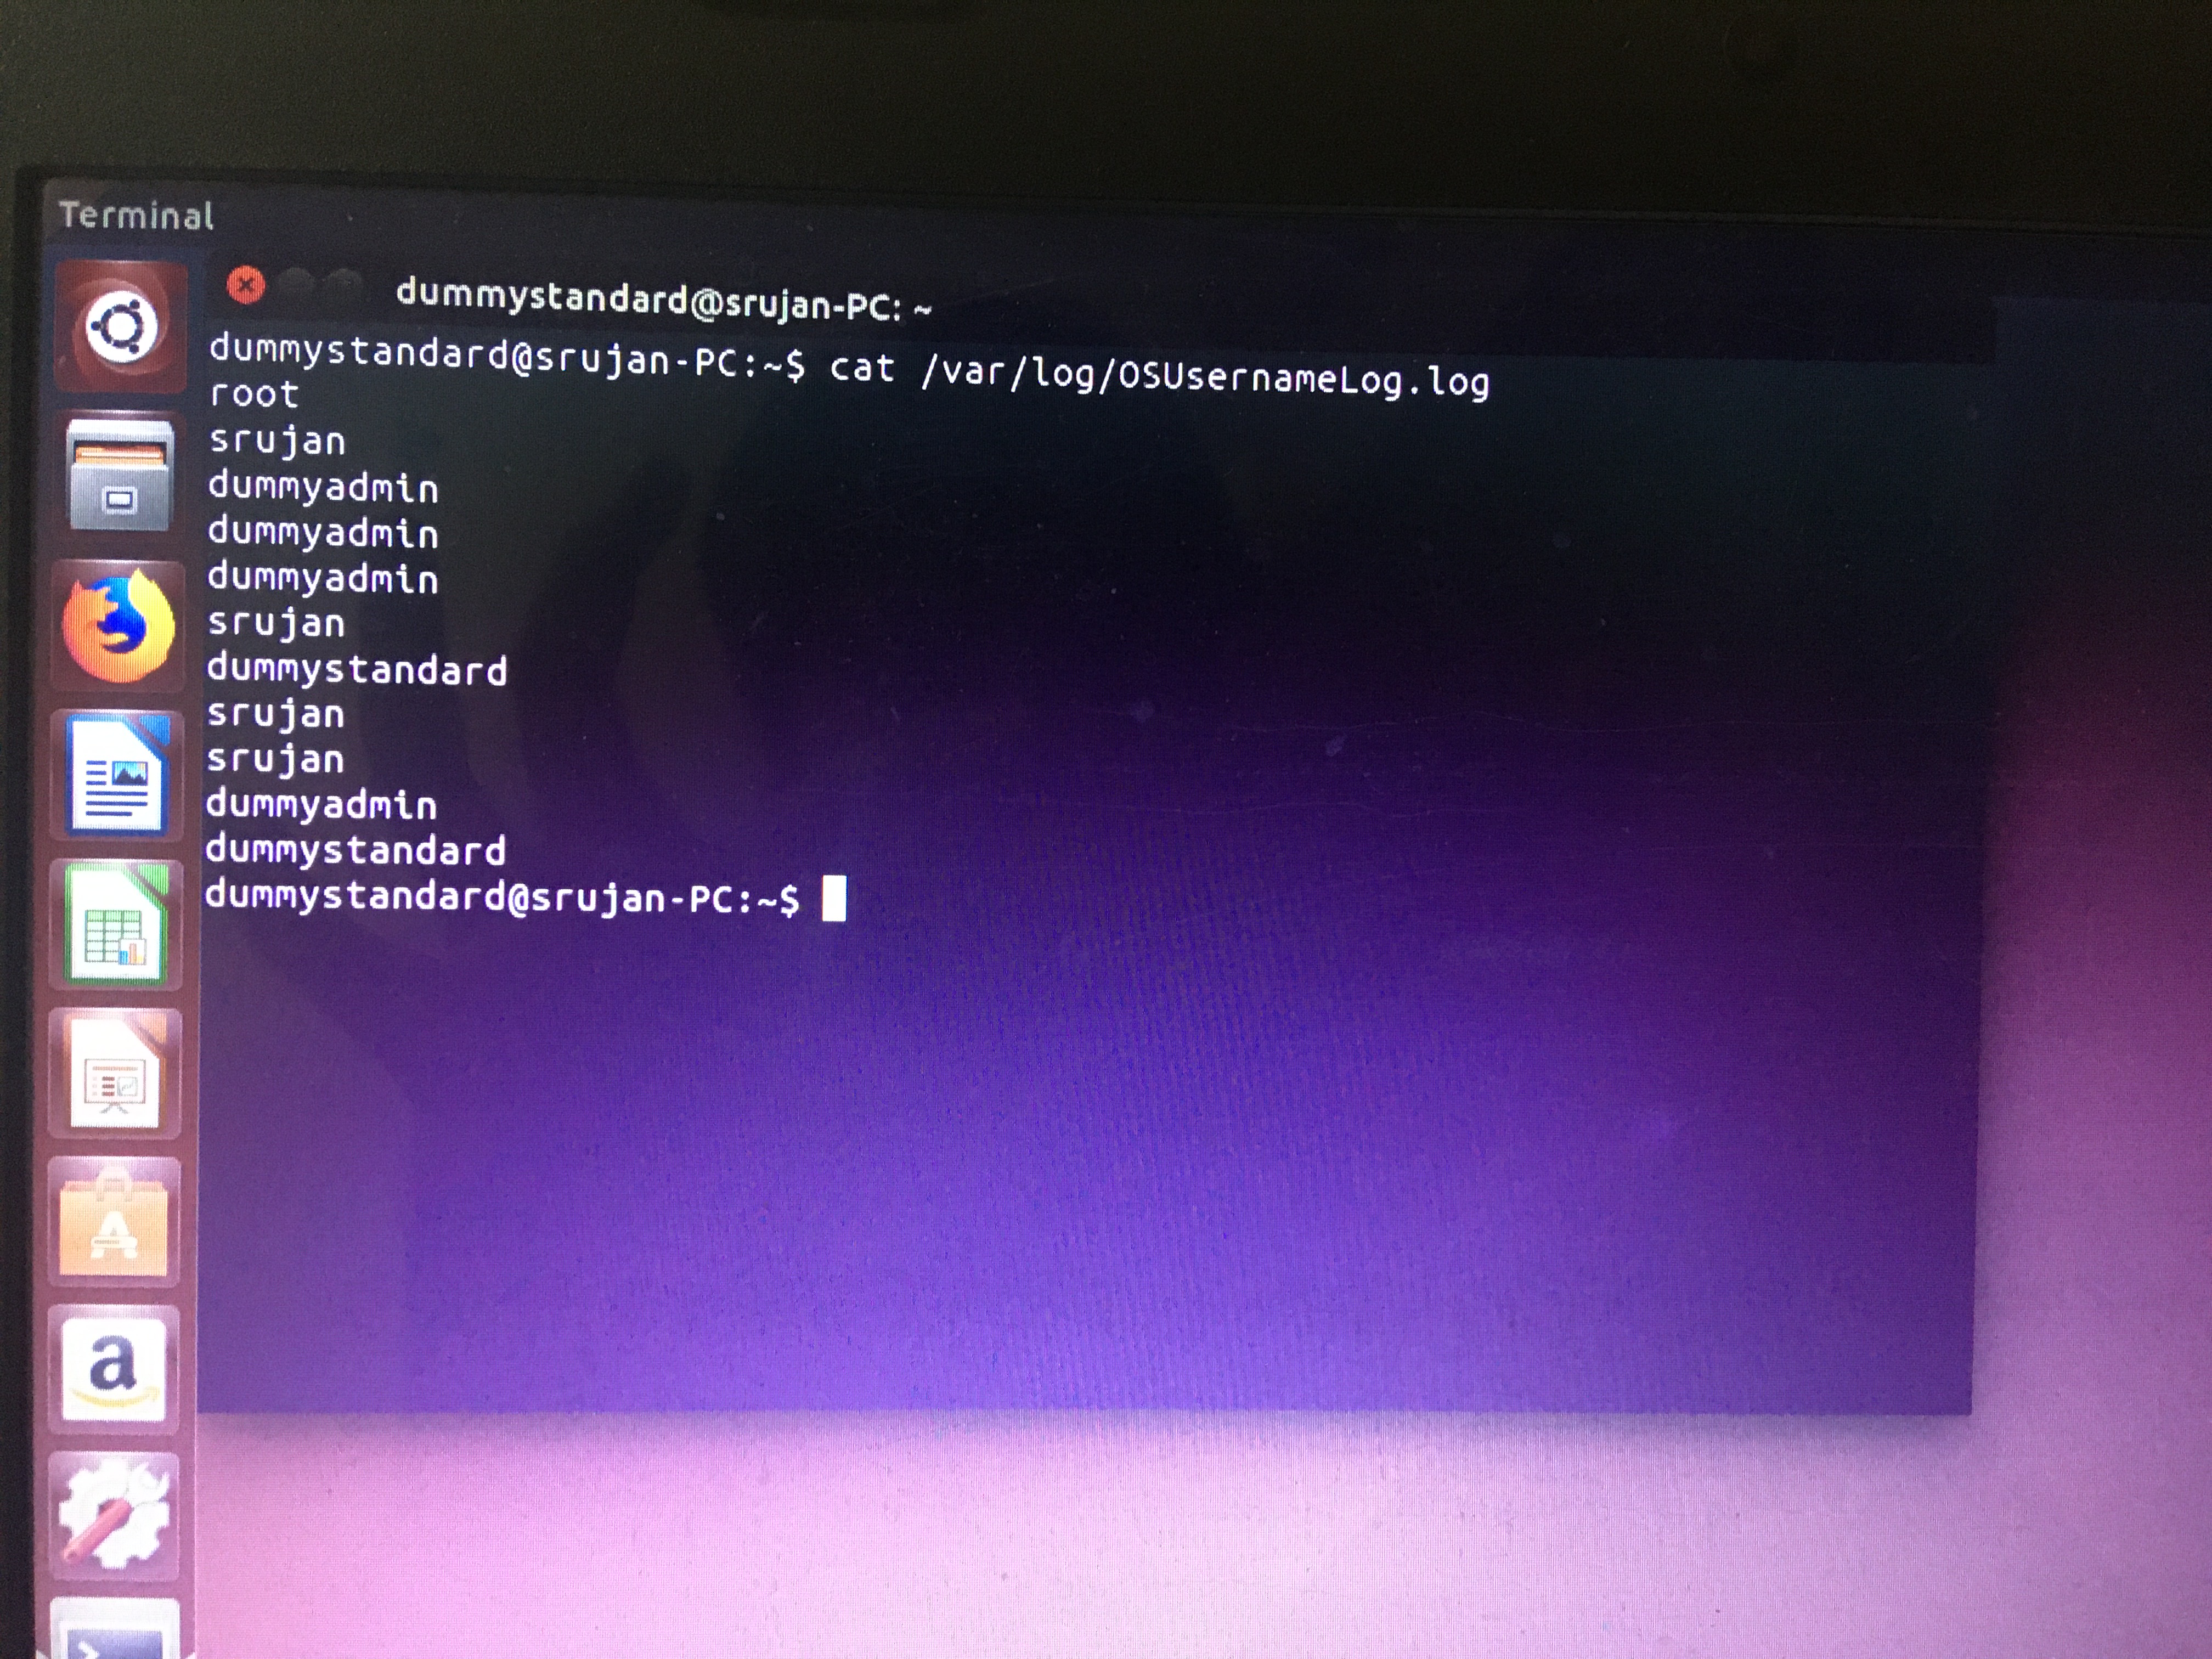 Terminal
dummystandard@srujan-PC: ~
dummystandard@srujan-PC:~$ cat /var/log/OSUsernameLog.log
root
srujan
dummyadmin
dummyadmin
dummyadmin
srujan
dummystandard
srujan
srujan
dummyadmin
dummystandard
dummystandard@srujan-PC:~$